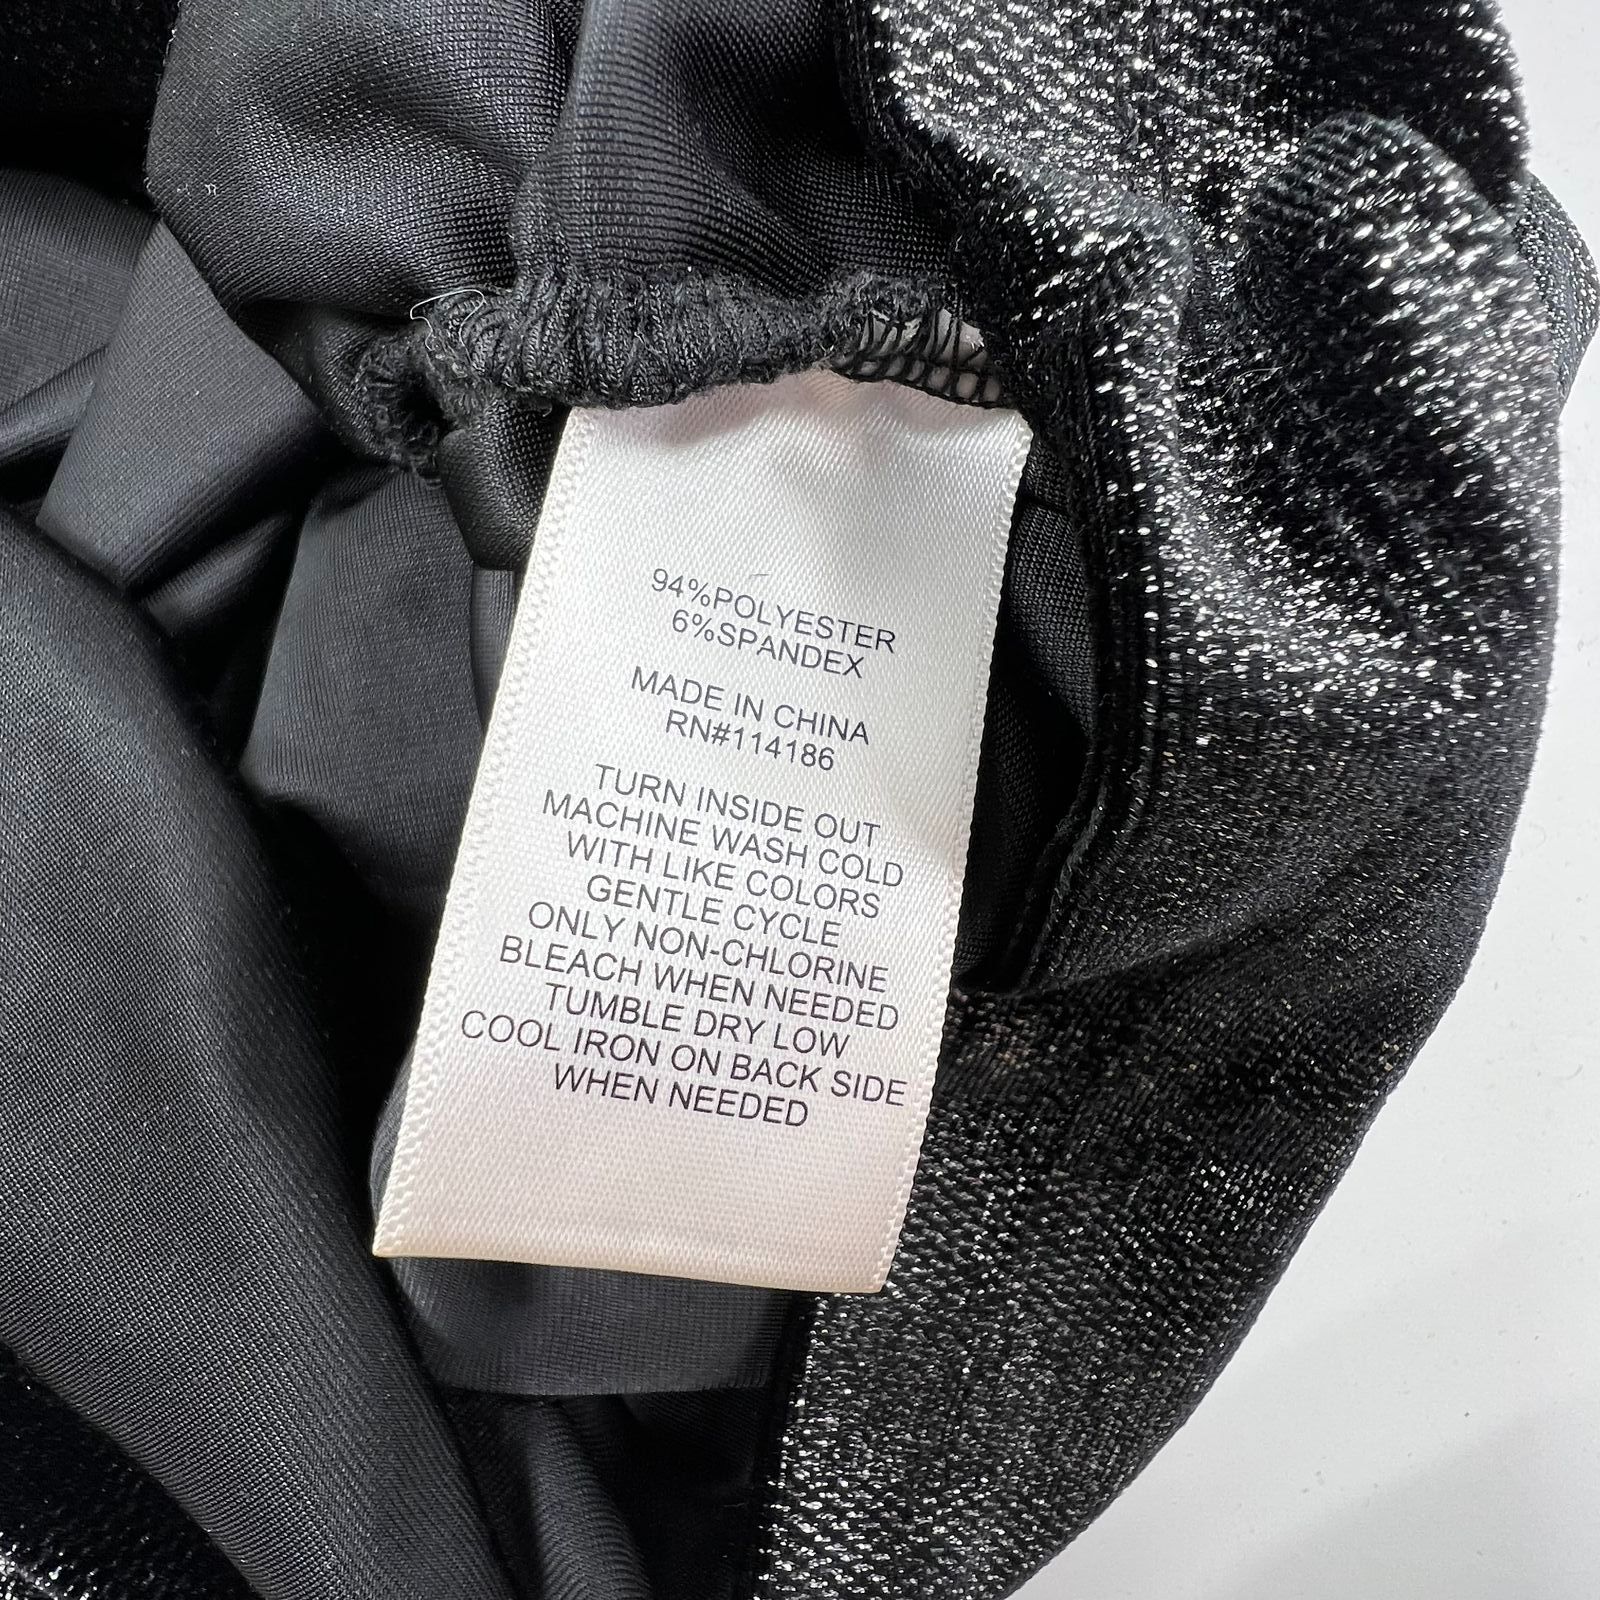 94%POLYESTER
6%SPANDEX
MADE IN CHINA
RN#114186
TURN INSIDE OUT
MACHINE WASH COLD
WITH LIKE COLORS
GENTLE CYCLE
ONLY NON-CHLORINE
BLEACH WHEN NEEDED
TUMBLE DRY LOW
COOL IRON ON BACK SIDE
WHEN NEEDED